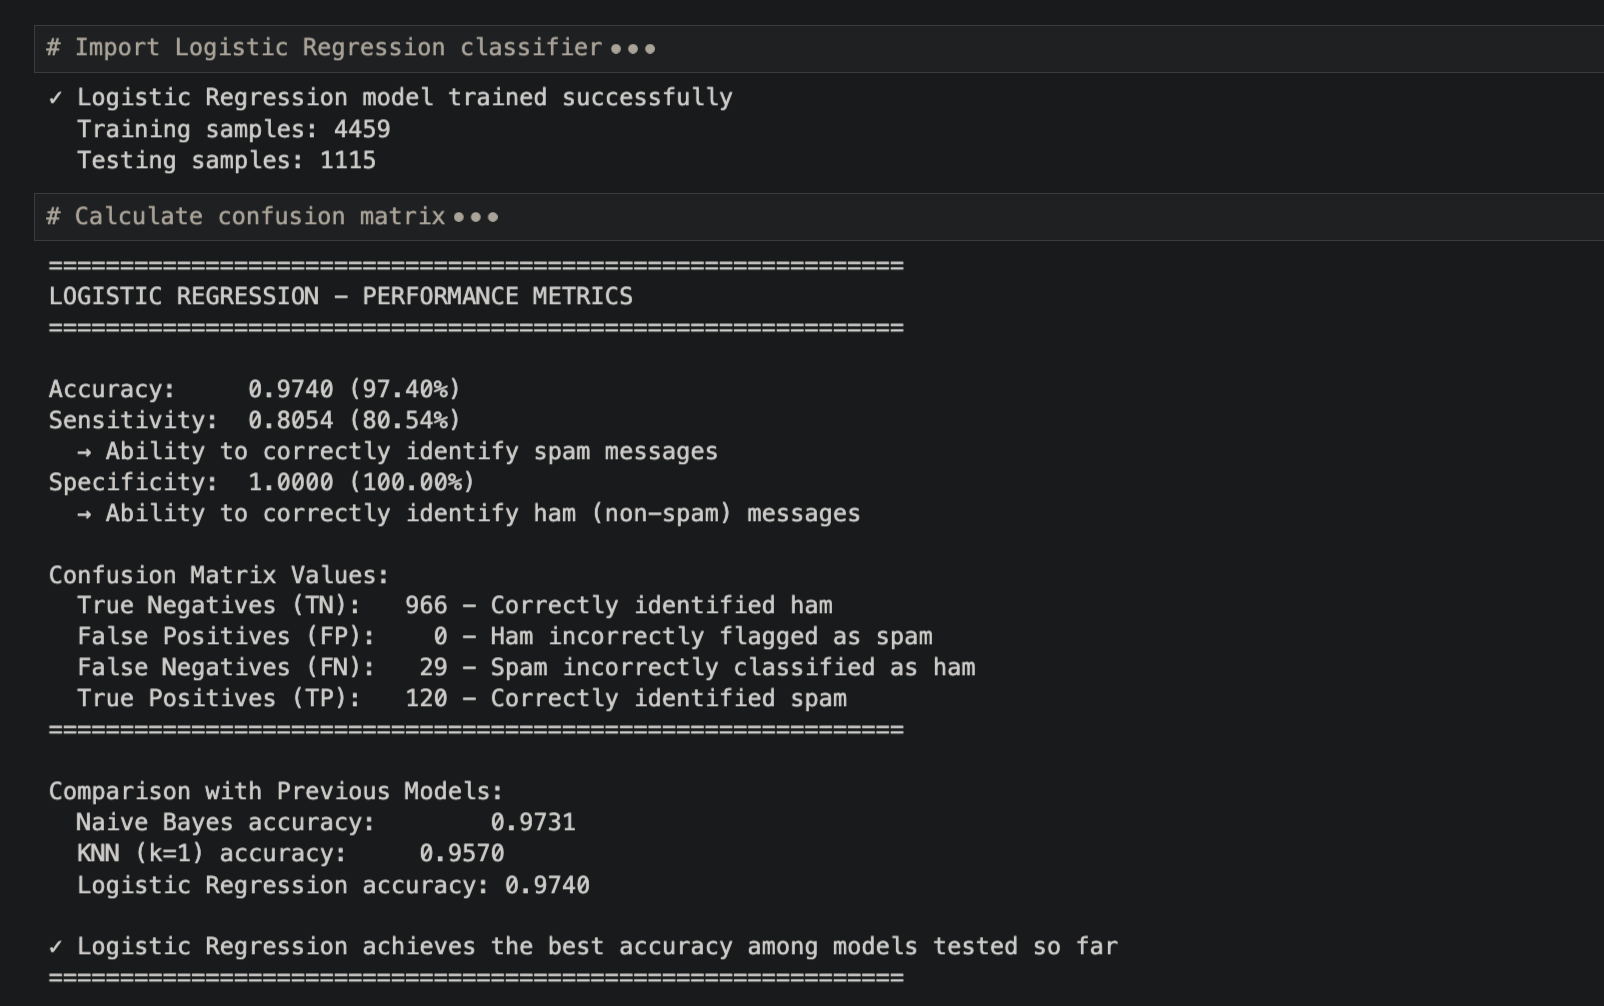 # Import Logistic Regression classifier●●●
✓ Logistic Regression model trained successfully
Training samples: 4459
Testing samples: 1115
# Calculate confusion matrix●●●
============================================================
LOGISTIC REGRESSION – PERFORMANCE METRICS
============================================================
Accuracy:     0.9740 (97.40%)
Sensitivity:  0.8054 (80.54%)
→ Ability to correctly identify spam messages
Specificity:  1.0000 (100.00%)
→ Ability to correctly identify ham (non-spam) messages
Confusion Matrix Values:
True Negatives (TN):   966 – Correctly identified ham
False Positives (FP):    0 – Ham incorrectly flagged as spam
False Negatives (FN):   29 – Spam incorrectly classified as ham
True Positives (TP):   120 – Correctly identified spam
============================================================
Comparison with Previous Models:
Naive Bayes accuracy:        0.9731
KNN (k=1) accuracy:     0.9570
Logistic Regression accuracy: 0.9740
✓ Logistic Regression achieves the best accuracy among models tested so far
============================================================